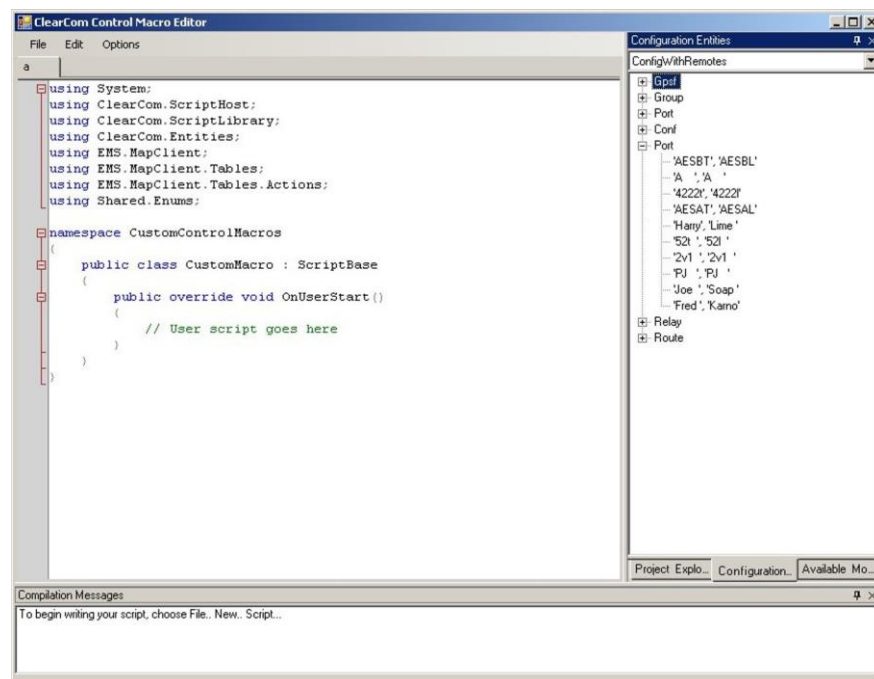 ClearCom Control Macro Editor
File Edit Options
a
using System;
using ClearCom.ScriptHost;
using ClearCom.ScriptLibrary;
using ClearCom.Entities;
using EMS.MapClient;
using EMS.MapClient.Tables;
using EMS.MapClient.Tables.Actions;
using Shared.Enums;
namespace CustomControlMacros
{
public class CustomMacro : ScriptBase
{
public override void OnUserStart()
{
// User script goes here
}
}
}
Configuration Entities
ConfigWithRemotes
Gpsf
Group
Port
Conf
Port
'AESBT', 'AESBL'
'A ', 'A '
'4222t', '4222l'
'AESAT', 'AESAL'
'Harry', 'Lime '
'52t ', '52l '
'2v1 ', '2v1 '
'PJ ', 'PJ '
'Joe ', 'Soap '
'Fred ', 'Karno'
Relay
Route
Project Explo... Configuration... Available Mo...
Compilation Messages
To begin writing your script, choose File.. New.. Script...